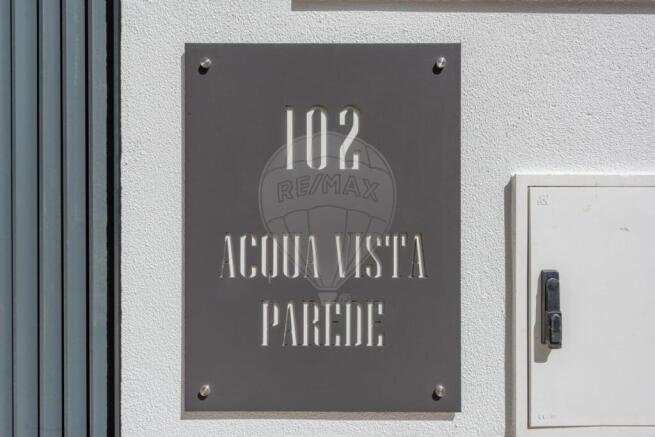 102
RE/MAX
ACQUA VISTA
PAREDE